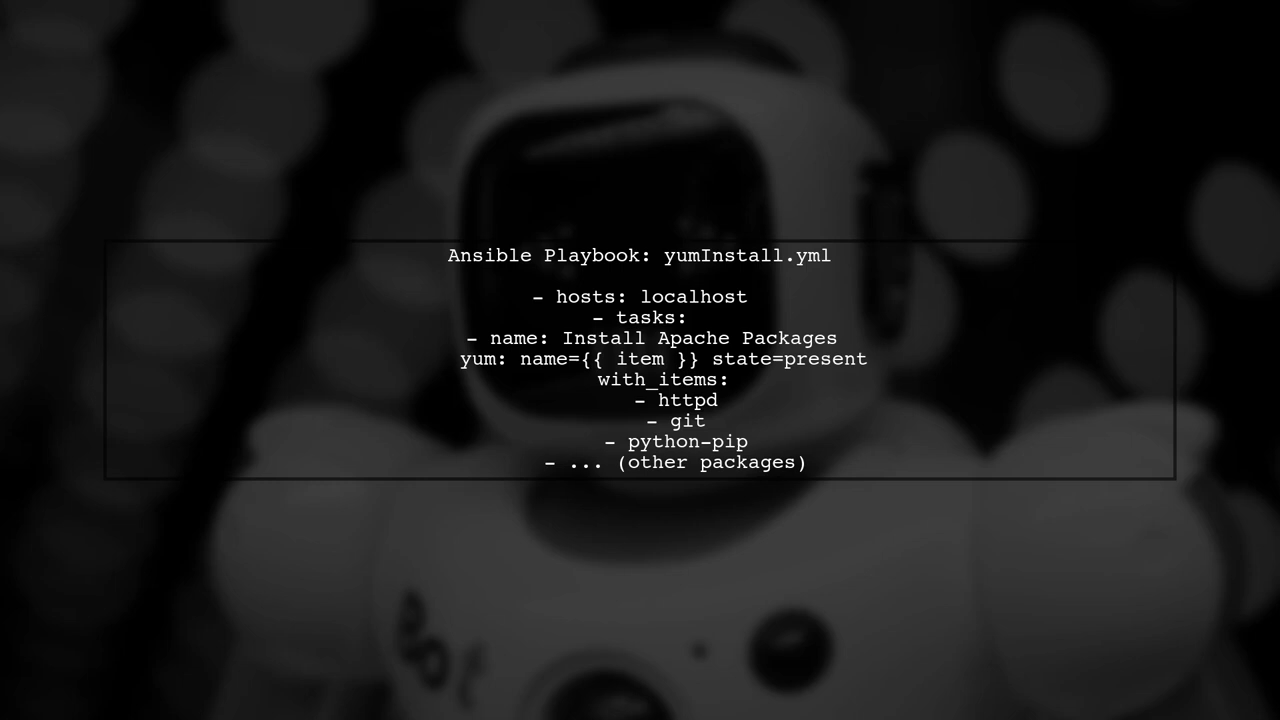 Ansible Playbook: yumInstall.yml
- hosts: localhost
- tasks:
- name: Install Apache Packages
yum: name={{ item }} state=present
with_items:
- httpd
- git
- python-pip
- ... (other packages)
Bot